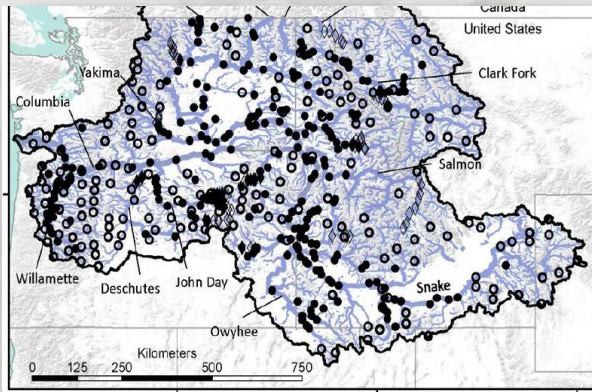 Canada
United States
Yakima
Clark Fork
Columbia
Salmon
Willamette
Deschutes
John Day
Snake
Owyhee
Kilometers
0 125 250 500 750